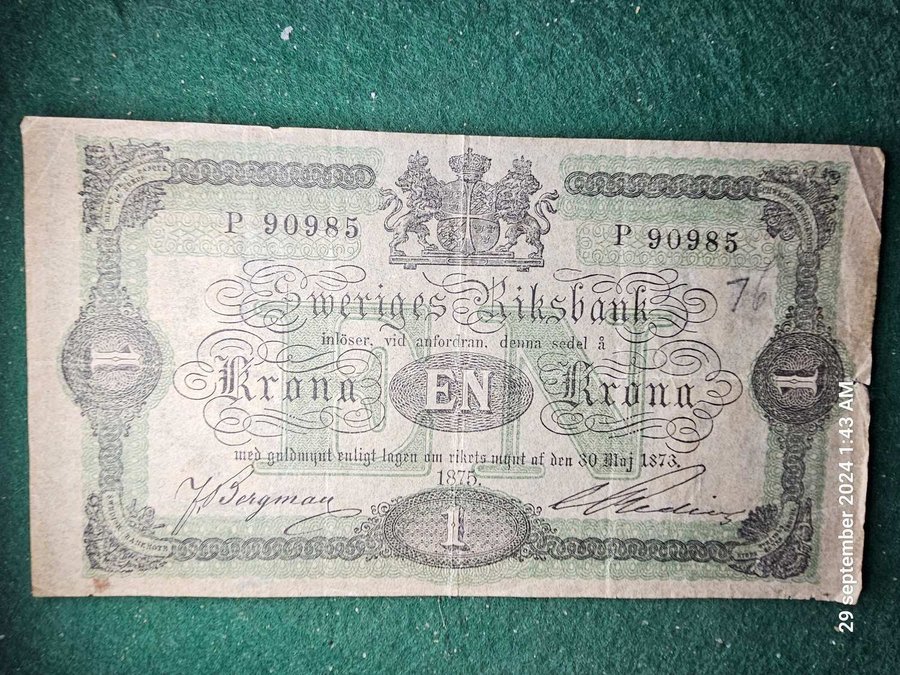 P 90985
P 90985
76
Sweriges Riksbank
inlöser, vid anfordran, denna sedel å
Krona EN Krona
med guldmynt enligt lagen om rikets mynt af den 30 Maj 1873.
1875.
JBergman
1
1
1
29 september 2024 1:43 AM